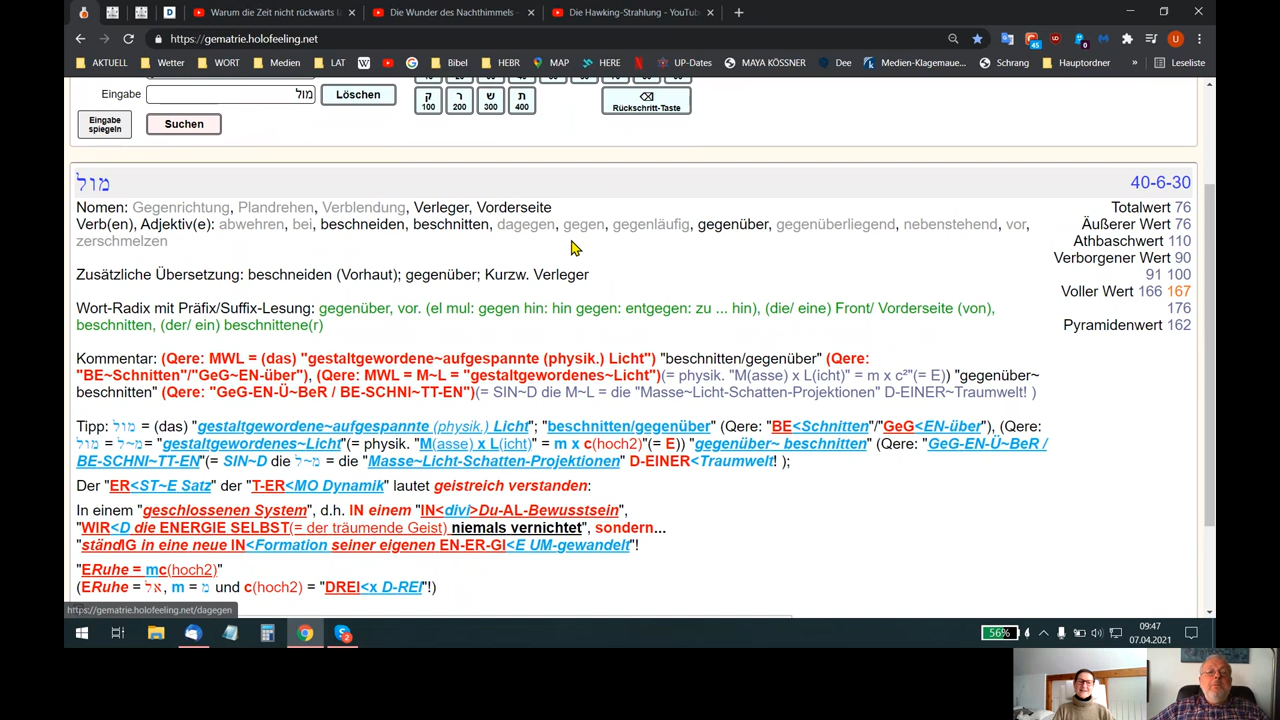 Warum die Zeit nicht rückwärts l
Die Wunder des Nachthimmels -
Die Hawking-Strahlung - YouTub
https://gematrie.holofeeling.net
45
0
U
AKTUELL
Wetter
WORT
Medien
LAT
Bibel
HEBR
MAP
HERE
UP-Dates
MAYA KÖSSNER
Dee
Medien-Klagemaue...
Schrang
Hauptordner
»
Leseliste
Eingabe
מול
Löschen
ק
100
ר
200
ש
300
ת
400
Rückschritt-Taste
Eingabe
spiegeln
Suchen
מול
40-6-30
Nomen: Gegenrichtung, Plandrehen, Verblendung, Verleger, Vorderseite
Verb(en), Adjektiv(e): abwehren, bei, beschneiden, beschnitten, dagegen, gegen, gegenläufig, gegenüber, gegenüberliegend, nebenstehend, vor,
zerschmelzen
Totalwert 76
Äußerer Wert 76
Athbaschwert 110
Verborgener Wert 90
91 100
Voller Wert 166 167
176
Pyramidenwert 162
Zusätzliche Übersetzung: beschneiden (Vorhaut); gegenüber; Kurzw. Verleger
Wort-Radix mit Präfix/Suffix-Lesung: gegenüber, vor. (el mul: gegen hin: hin gegen: entgegen: zu ... hin), (die/ eine) Front/ Vorderseite (von),
beschnitten, (der/ ein) beschnittene(r)
Kommentar: (Qere: MWL = (das) "gestaltgewordene~aufgespannte (physik.) Licht") "beschnitten/gegenüber" (Qere:
"BE~Schnitten"/"GeG~EN-über"), (Qere: MWL = M~L = "gestaltgewordenes~Licht")(= physik. "M(asse) x L(icht)" = m x c²"(= E)) "gegenüber~
beschnitten" (Qere: "GeG-EN-Ü~BeR / BE-SCHNI~TT-EN")(= SIN~D die M~L = die "Masse~Licht-Schatten-Projektionen" D-EINER~Traumwelt! )
Tipp: מול = (das) "gestaltgewordene~aufgespannte (physik.) Licht"; "beschnitten/gegenüber" (Qere: "BE<Schnitten"/"GeG<EN-über"), (Qere:
מול = מ~ל= "gestaltgewordenes~Licht"(= physik. "M(asse) x L(icht)" = m x c(hoch2)"(= E)) "gegenüber~ beschnitten" (Qere: "GeG-EN-Ü~BeR /
BE-SCHNI~TT-EN"(= SIN~D die מ~ל = die "Masse~Licht-Schatten-Projektionen" D-EINER<Traumwelt! );
Der "ER<ST~E Satz" der "T-ER<MO Dynamik" lautet geistreich verstanden:
In einem "geschlossenen System", d.h. IN einem "IN<divi>Du-AL-Bewusstsein",
"WIR<D die ENERGIE SELBST(= der träumende Geist) niemals vernichtet", sondern...
"ständIG in eine neue IN<Formation seiner eigenen EN-ER-GI<E UM-gewandelt"!
"ERuhe = mc(hoch2)"
(ERuhe = אל, m = מ und c(hoch2) = "DREI<x D-REI"!)
https://gematrie.holofeeling.net/dagegen
56%
09:47
07.04.2021